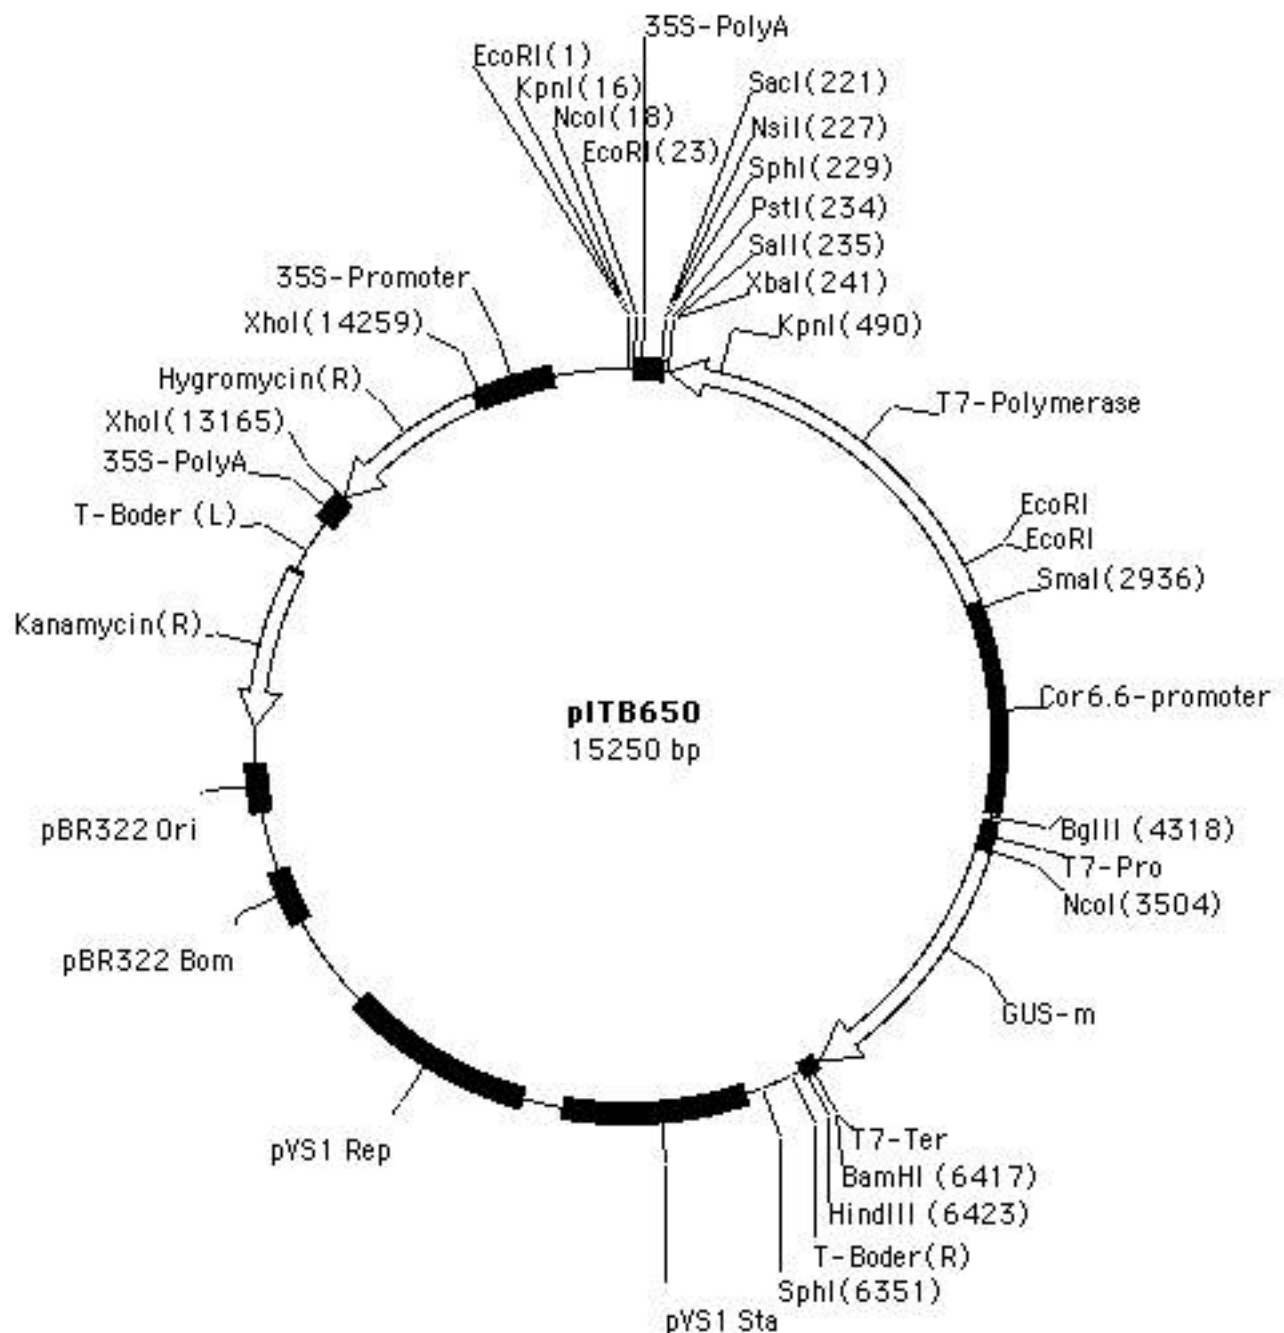 35S-PolyA
EcoRI(1)
KpnI(16)
NcoI(18)
EcoRI(23)
SacI(221)
NsiI(227)
SphI(229)
PstI(234)
SalI(235)
XbaI(241)
KpnI(490)
T7-Polymerase
EcoRI
EcoRI
SmaI(2936)
Cor6.6-promoter
BglII (4318)
T7-Pro
NcoI(3504)
GUS-m
T7-Ter
BamHI (6417)
HindIII (6423)
T-Boder(R)
SphI(6351)
pVS1 Sta
pVS1 Rep
pBR322 Bom
pBR322 Ori
Kanamycin(R)
T-Boder (L)
35S-PolyA
XhoI(13165)
Hygromycin(R)
XhoI(14259)
35S-Promoter
pITB650
15250 bp